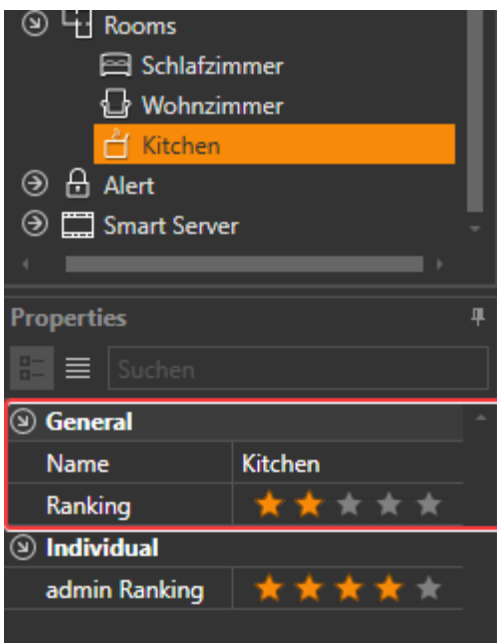 Rooms
Schlafzimmer
Wohnzimmer
Kitchen
Alert
Smart Server
Properties
Suchen
General
Name Kitchen
Ranking
Individual
admin Ranking